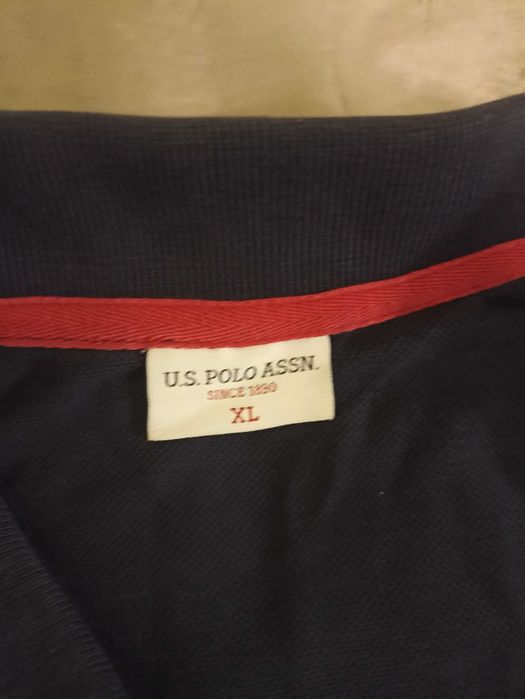 U.S. POLO ASSN.
SINCE 1890
XL